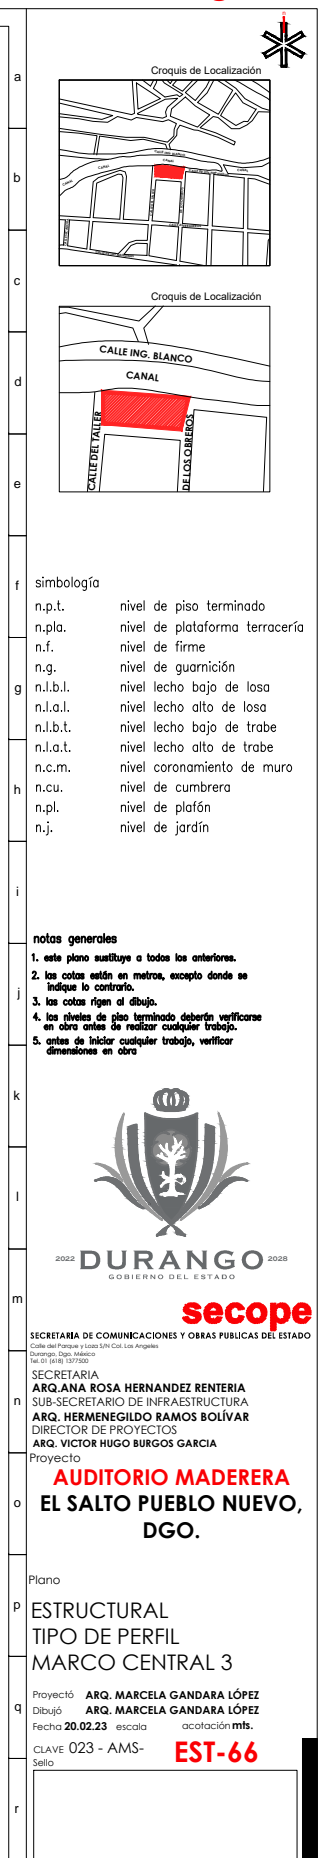 a
Croquis de Localización
b
CANAL
CANAL
CANAL
c
Croquis de Localización
d
CALLE ING. BLANCO
CANAL
CALLE DEL TALLER
DE LOS OBREROS
e
f
simbología
n.p.t. nivel de piso terminado
n.pla. nivel de plataforma terracería
n.f. nivel de firme
n.g. nivel de guarnición
g
n.l.b.l. nivel lecho bajo de losa
n.l.a.l. nivel lecho alto de losa
n.l.b.t. nivel lecho bajo de trabe
n.l.a.t. nivel lecho alto de trabe
n.c.m. nivel coronamiento de muro
h
n.cu. nivel de cumbrera
n.pl. nivel de plafón
n.j. nivel de jardín
i
notas generales
1. este plano sustituye a todos los anteriores.
2. las cotas están en metros, excepto donde se
indique lo contrario.
j
3. las cotas rigen al dibujo.
4. los niveles de piso terminado deberán verificarse
en obra antes de realizar cualquier trabajo.
5. antes de iniciar cualquier trabajo, verificar
dimensiones en obra
k
l
2022 DURANGO 2028
GOBIERNO DEL ESTADO
m
secope
SECRETARIA DE COMUNICACIONES Y OBRAS PUBLICAS DEL ESTADO
Calle del Parque y Loza S/N Col. Los Angeles
Durango, Dgo. México
Tel. 01 (618) 1377500
SECRETARIA
n
ARQ.ANA ROSA HERNANDEZ RENTERIA
SUB-SECRETARIO DE INFRAESTRUCTURA
ARQ. HERMENEGILDO RAMOS BOLÍVAR
DIRECTOR DE PROYECTOS
ARQ. VICTOR HUGO BURGOS GARCIA
Proyecto
AUDITORIO MADERERA
o
EL SALTO PUEBLO NUEVO,
DGO.
Plano
p
ESTRUCTURAL
TIPO DE PERFIL
MARCO CENTRAL 3
Proyectó ARQ. MARCELA GANDARA LÓPEZ
q
Dibujó ARQ. MARCELA GANDARA LÓPEZ
Fecha 20.02.23 escala acotación mts.
CLAVE 023 - AMS- EST-66
Sello
r